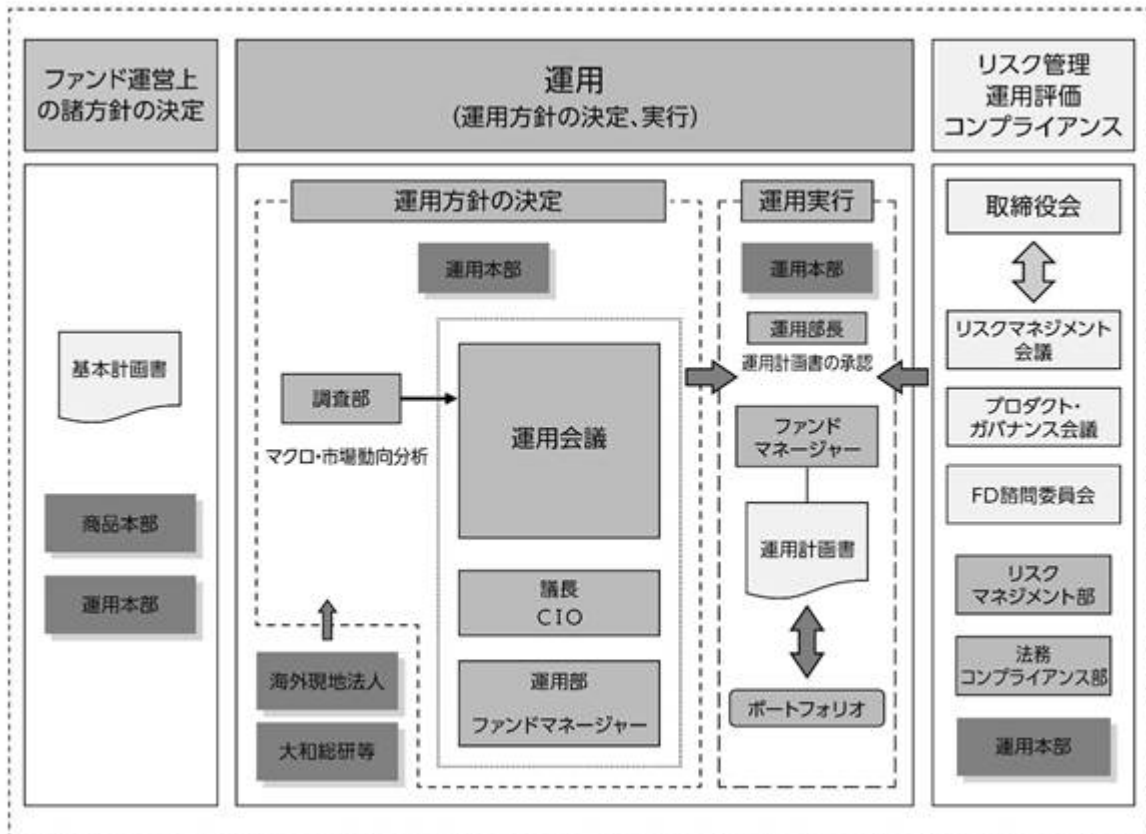 ファンド運営上
の諸方針の決定
運用
(運用方針の決定、実行)
リスク管理
運用評価
コンプライアンス
基本計画書
商品本部
運用本部
運用方針の決定
運用本部
調査部
マクロ・市場動向分析
運用会議
議長
CIO
運用部
ファンドマネージャー
海外現地法人
大和総研等
運用実行
運用本部
運用部長
運用計画書の承認
ファンド
マネージャー
運用計画書
ポートフォリオ
取締役会
リスクマネジメント
会議
プロダクト・
ガバナンス会議
FD諮問委員会
リスク
マネジメント部
法務
コンプライアンス部
運用本部